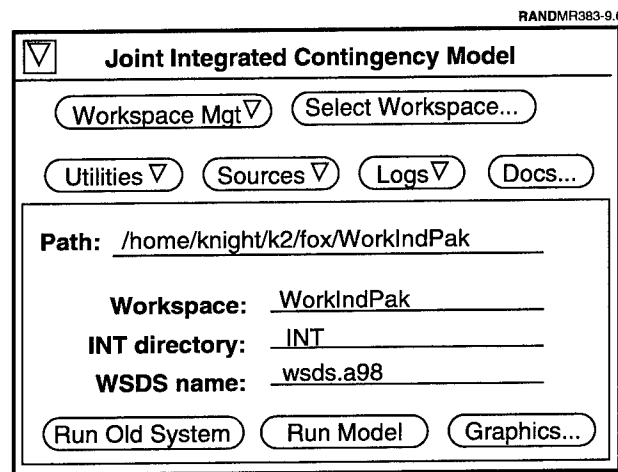 RANDMR383-9.
Joint Integrated Contingency Model
Workspace Mgt Select Workspace...
Utilities Sources Logs Docs...
Path: /home/knight/k2/fox/WorkIndPak
Workspace: WorkIndPak
INT directory: INT
WSDS name: wsds.a98
Run Old System Run Model Graphics...